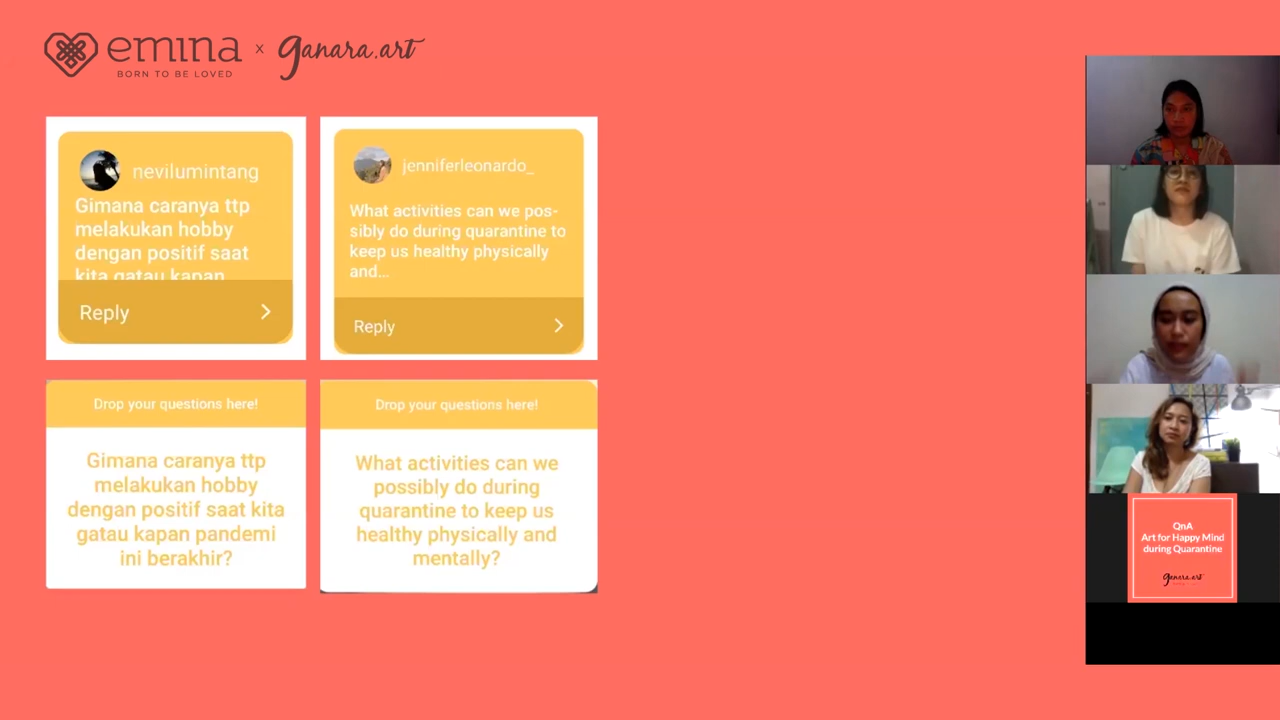 emina x ganara.art
BORN TO BE LOVED
nevilumintang
Gimana caranya ttp
melakukan hobby
dengan positif saat
kita gatau kapan
Reply
jenniferleonardo_
What activities can we pos-
sibly do during quarantine to
keep us healthy physically
and...
Reply
Drop your questions here!
Gimana caranya ttp
melakukan hobby
dengan positif saat kita
gatau kapan pandemi
ini berakhir?
Drop your questions here!
What activities can we
possibly do during
quarantine to keep us
healthy physically and
mentally?
QnA
Art for Happy Mind
during Quarantine
ganara.art